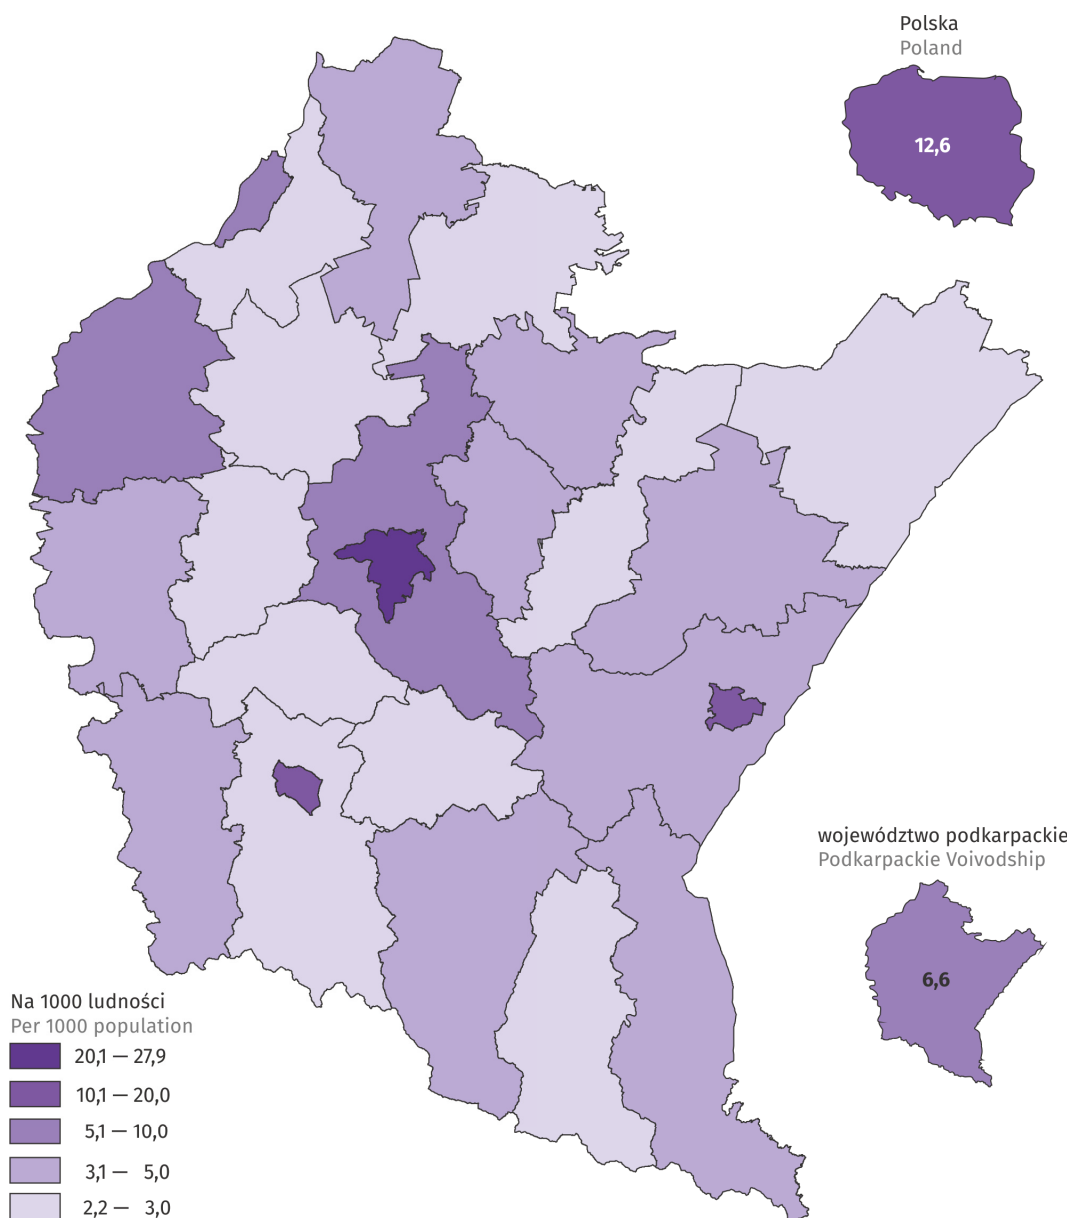 Polska
Poland
12,6
województwo podkarpackie
Podkarpackie Voivodship
6,6
Na 1000 ludności
Per 1000 population
20,1 — 27,9
10,1 — 20,0
5,1 — 10,0
3,1 — 5,0
2,2 — 3,0